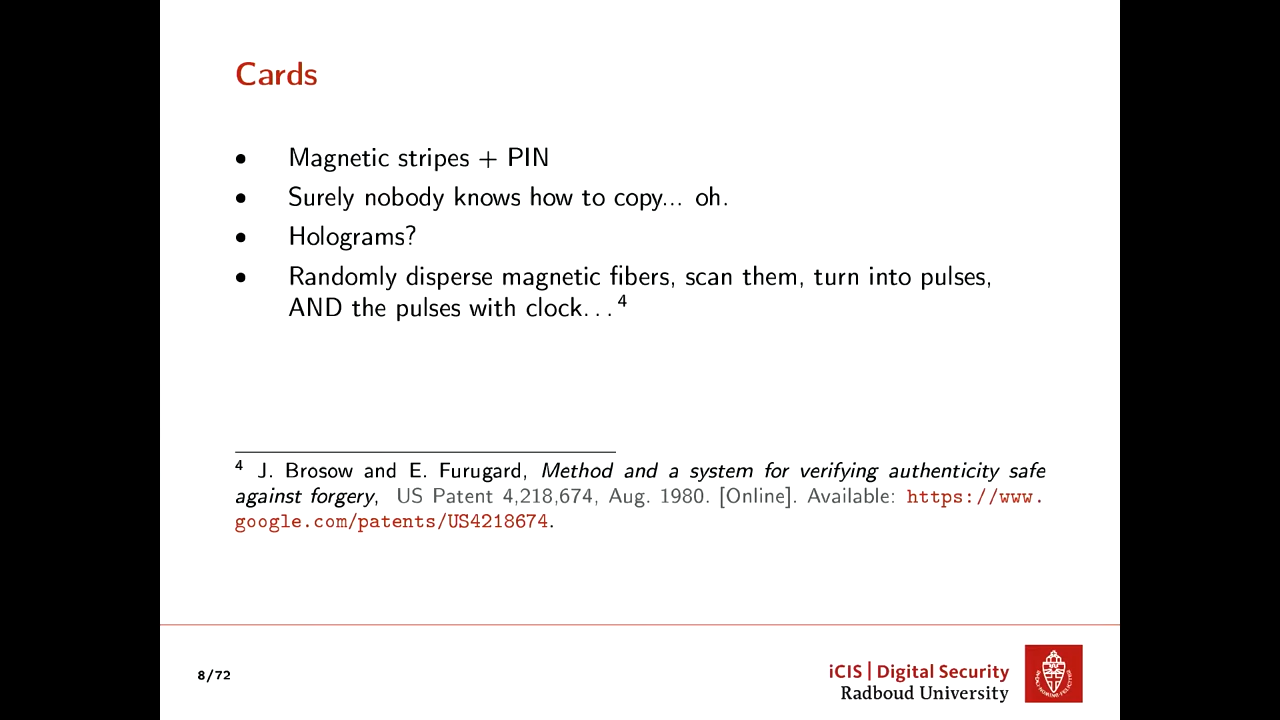 Cards
• Magnetic stripes + PIN
• Surely nobody knows how to copy... oh.
• Holograms?
• Randomly disperse magnetic fibers, scan them, turn into pulses,
AND the pulses with clock. . . 4
4 J. Brosow and E. Furugard, Method and a system for verifying authenticity safe
against forgery, US Patent 4,218,674, Aug. 1980. [Online]. Available: https://www.
google.com/patents/US4218674.
8/72
iCIS | Digital Security
Radboud University